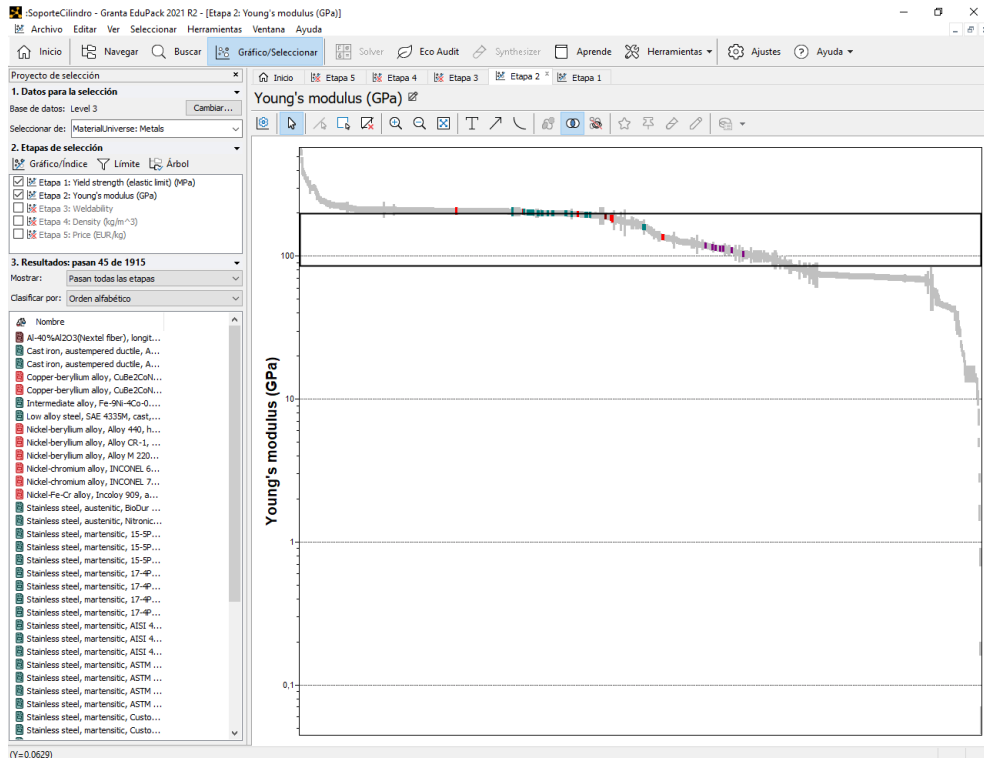 :SoporteCilindro - Granta EduPack 2021 R2 - [Etapa 2: Young's modulus (GPa)]
Archivo Editar Ver Seleccionar Herramientas Ventana Ayuda
Inicio Navegar Buscar Gráfico/Seleccionar Solver Eco Audit Synthesizer Aprende Herramientas Ajustes Ayuda
Proyecto de selección
1. Datos para la selección
Base de datos: Level 3 Cambiar...
Seleccionar de: MaterialUniverse: Metals
2. Etapas de selección
Gráfico/Índice Límite Árbol
Etapa 1: Yield strength (elastic limit) (MPa)
Etapa 2: Young's modulus (GPa)
Etapa 3: Weldability
Etapa 4: Density (kg/m^3)
Etapa 5: Price (EUR/kg)
3. Resultados: pasan 45 de 1915
Mostrar: Pasan todas las etapas
Clasificar por: Orden alfabético
Nombre
Al-40%Al2O3(Nextel fiber), longit...
Cast iron, austempered ductile, A...
Cast iron, austempered ductile, A...
Copper-beryllium alloy, CuBe2CoN...
Copper-beryllium alloy, CuBe2CoN...
Intermediate alloy, Fe-9Ni-4Co-0....
Low alloy steel, SAE 4335M, cast,...
Nickel-beryllium alloy, Alloy 440, h...
Nickel-beryllium alloy, Alloy CR-1, ...
Nickel-beryllium alloy, Alloy M 220...
Nickel-chromium alloy, INCONEL 6...
Nickel-chromium alloy, INCONEL 7...
Nickel-Fe-Cr alloy, Incoloy 909, a...
Stainless steel, austenitic, BioDur ...
Stainless steel, austenitic, Nitronic...
Stainless steel, martensitic, 15-5P...
Stainless steel, martensitic, 15-5P...
Stainless steel, martensitic, 15-5P...
Stainless steel, martensitic, 17-4P...
Stainless steel, martensitic, 17-4P...
Stainless steel, martensitic, 17-4P...
Stainless steel, martensitic, 17-4P...
Stainless steel, martensitic, AISI 4...
Stainless steel, martensitic, AISI 4...
Stainless steel, martensitic, AISI 4...
Stainless steel, martensitic, ASTM ...
Stainless steel, martensitic, ASTM ...
Stainless steel, martensitic, ASTM ...
Stainless steel, martensitic, ASTM ...
Stainless steel, martensitic, Custo...
Stainless steel, martensitic, Custo...
(Y=0.0629)
Inicio Etapa 5 Etapa 4 Etapa 3 Etapa 2 Etapa 1
Young's modulus (GPa)
Young's modulus (GPa)
100
10
1
0,1